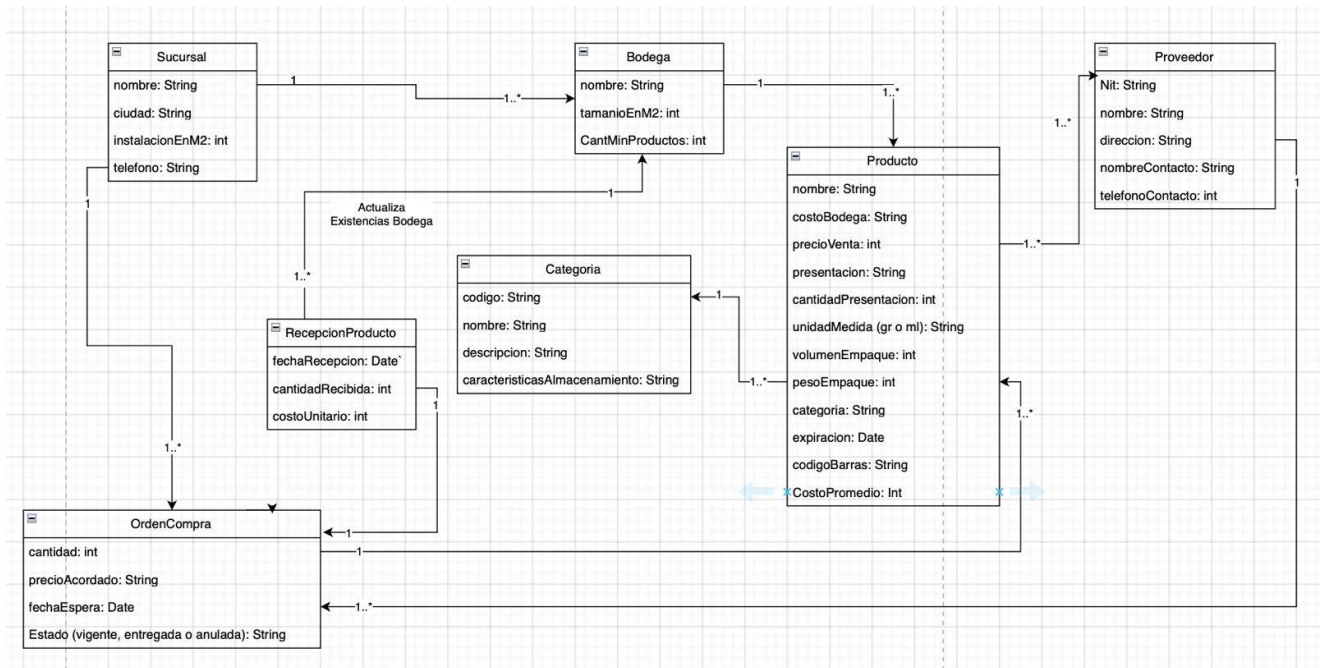 Sucursal
nombre: String
ciudad: String
instalacionEnM2: int
telefono: String
1
1..*
1
1..*
Bodega
nombre: String
tamanioEnM2: int
CantMinProductos: int
1
1..*
Proveedor
Nit: String
nombre: String
direccion: String
nombreContacto: String
telefonoContacto: int
1
1..*
Producto
nombre: String
costoBodega: String
precioVenta: int
presentacion: String
cantidadPresentacion: int
unidadMedida (gr o ml): String
volumenEmpaque: int
pesoEmpaque: int
categoria: String
expiracion: Date
codigoBarras: String
CostoPromedio: Int
1..*
1..*
1..*
1
Actualiza
Existencias Bodega
1
1..*
Categoria
codigo: String
nombre: String
descripcion: String
caracteristicasAlmacenamiento: String
RecepcionProducto
fechaRecepcion: Date`
cantidadRecibida: int
costoUnitario: int
1
1
OrdenCompra
cantidad: int
precioAcordado: String
fechaEspera: Date
Estado (vigente, entregada o anulada): String
1
1..*